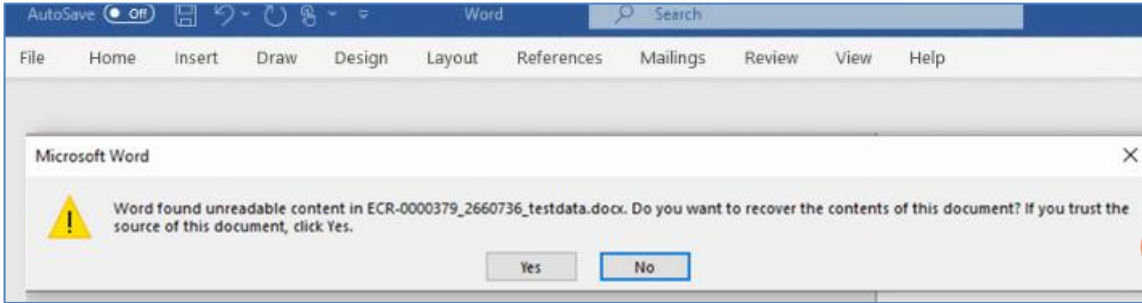 AutoSave Off Word Search
File Home Insert Draw Design Layout References Mailings Review View Help
Microsoft Word
Word found unreadable content in ECR-0000379_2660736_testdata.docx. Do you want to recover the contents of this document? If you trust the
source of this document, click Yes.
Yes No